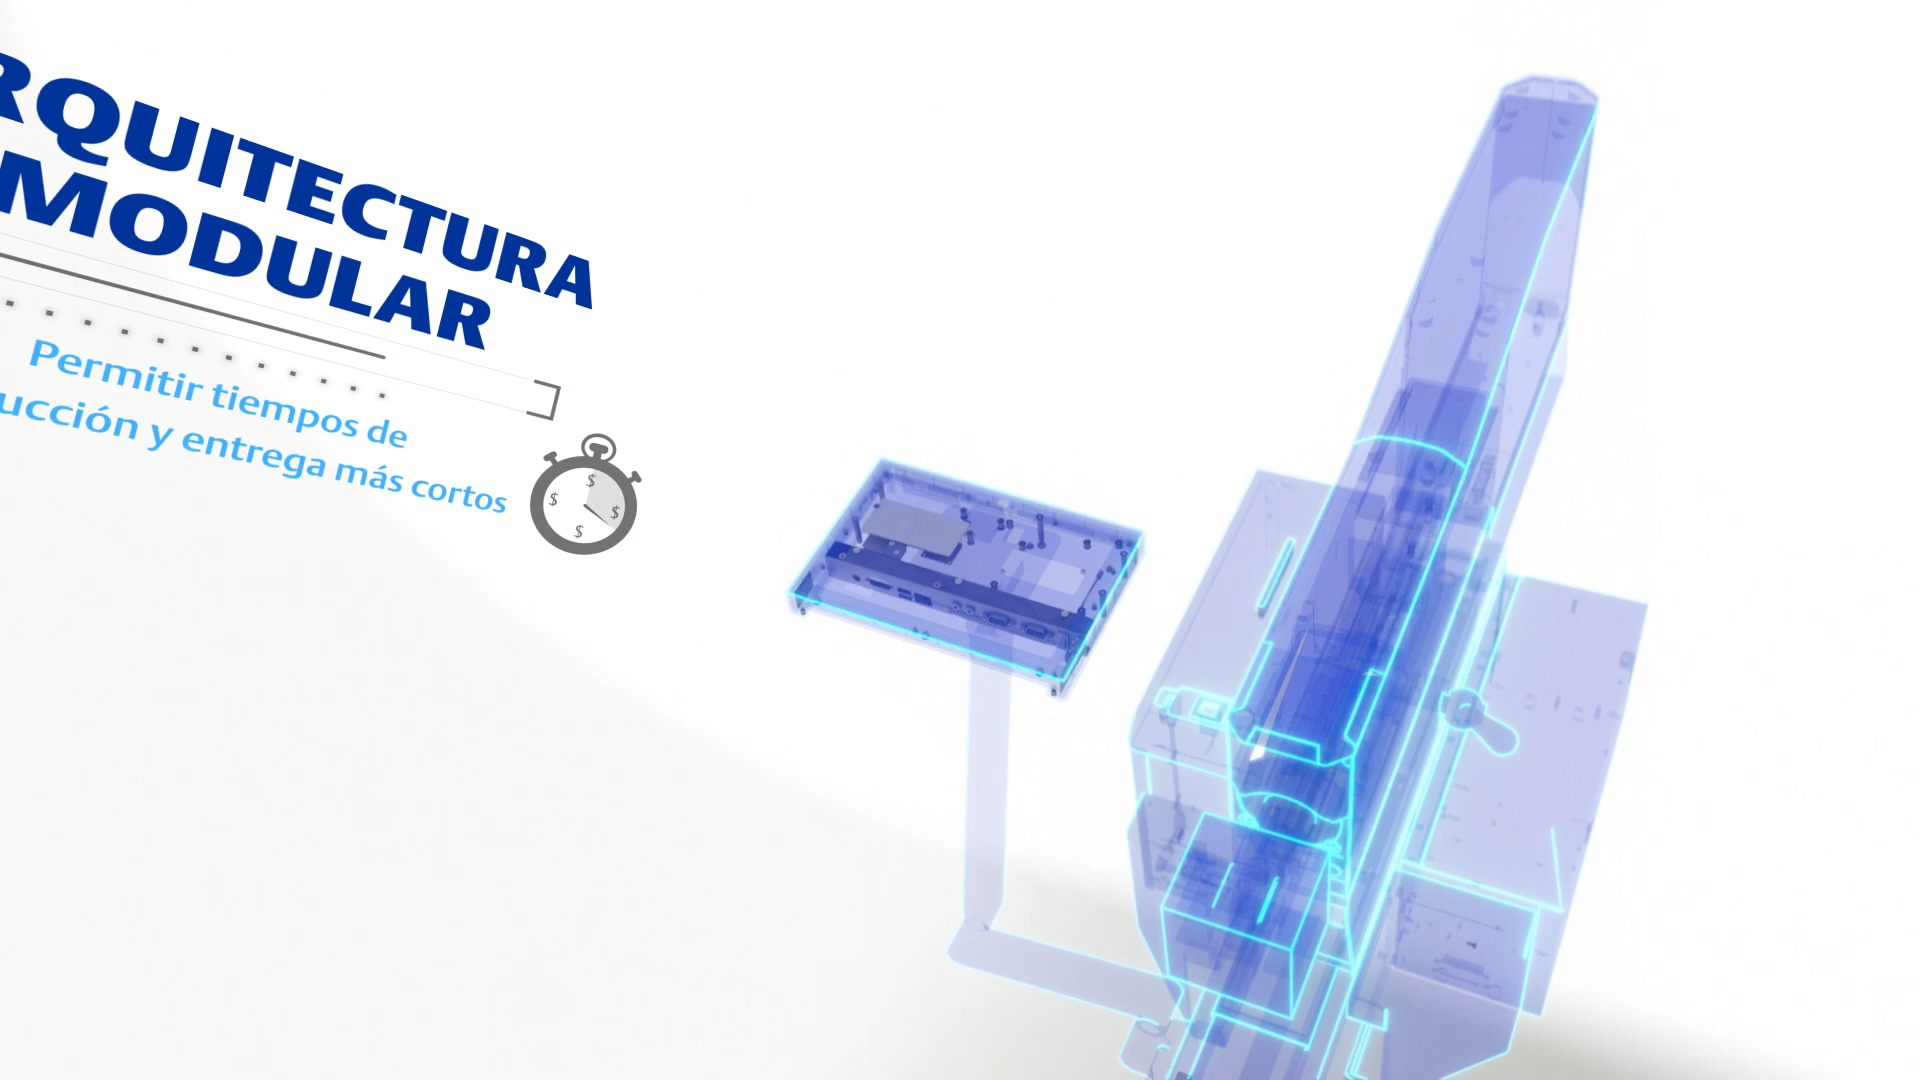 RQUITECTURA
MODULAR
Permitir tiempos de
ucción y entrega más cortos
$
$ $
$